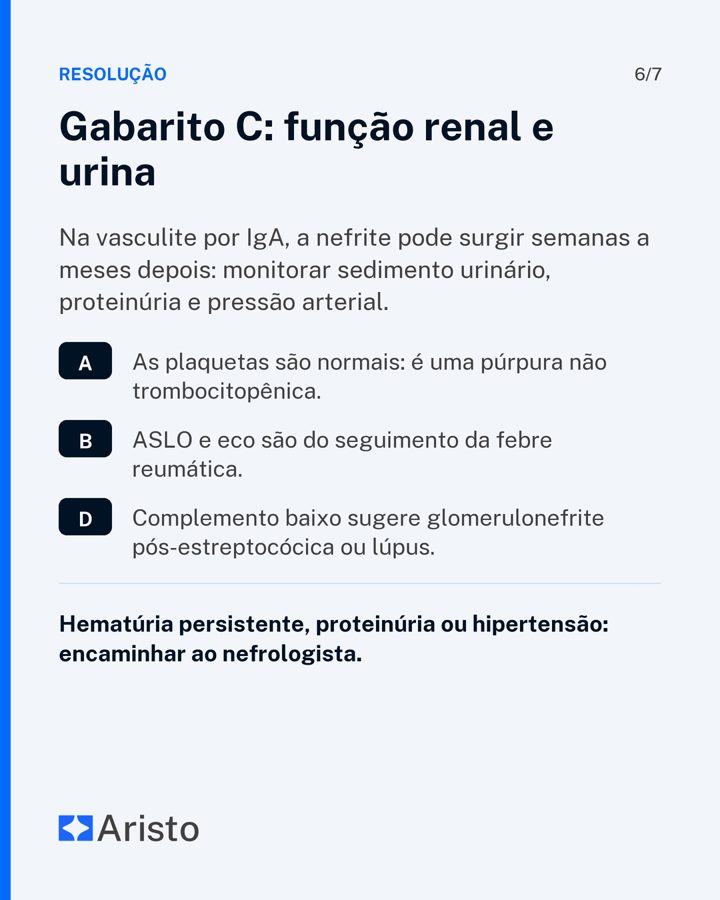 RESOLUÇÃO
6/7
Gabarito C: função renal e
urina
Na vasculite por IgA, a nefrite pode surgir semanas a
meses depois: monitorar sedimento urinário,
proteinúria e pressão arterial.
A
As plaquetas são normais: é uma púrpura não
trombocitopênica.
B
ASLO e eco são do seguimento da febre
reumática.
D
Complemento baixo sugere glomerulonefrite
pós-estreptocócica ou lúpus.
Hematúria persistente, proteinúria ou hipertensão:
encaminhar ao nefrologista.
Aristo